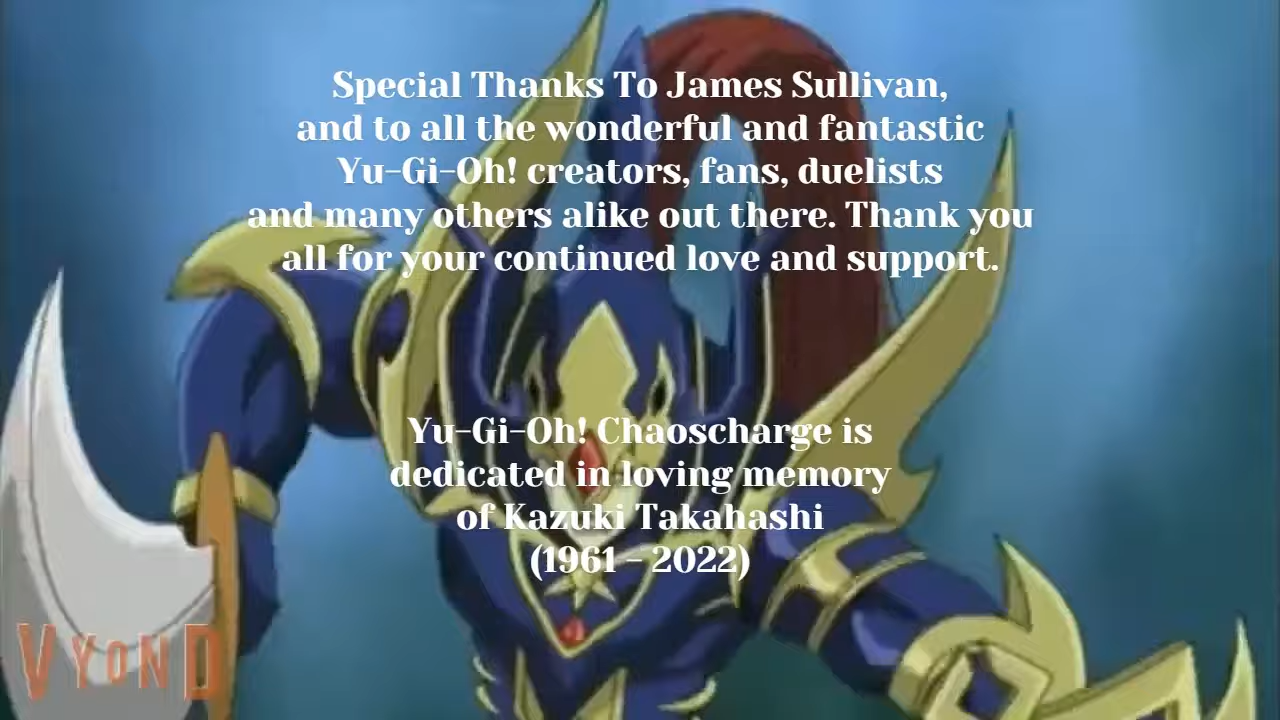 Special Thanks To James Sullivan,
and to all the wonderful and fantastic
Yu-Gi-Oh! creators, fans, duelists
and many others alike out there. Thank you
all for your continued love and support.
Yu-Gi-Oh! Chaoscharge is
dedicated in loving memory
of Kazuki Takahashi
(1961 - 2022)
VYOND